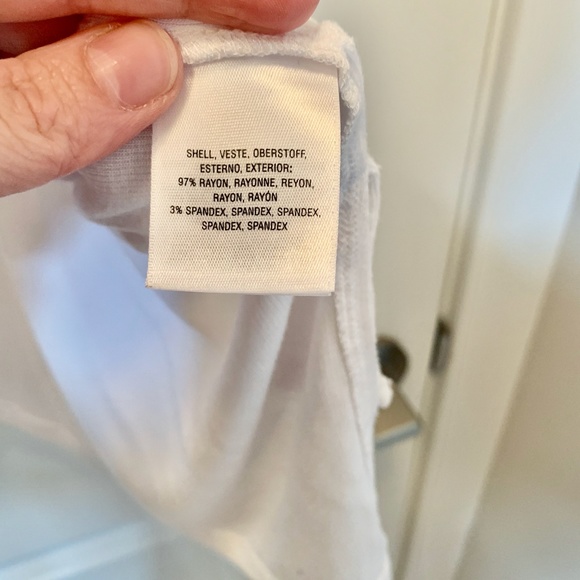 SHELL, VESTE, OBERSTOFF,
ESTERNO, EXTERIOR:
97% RAYON, RAYONNE, REYON,
RAYON, RAYÓN
3% SPANDEX, SPANDEX, SPANDEX,
SPANDEX, SPANDEX